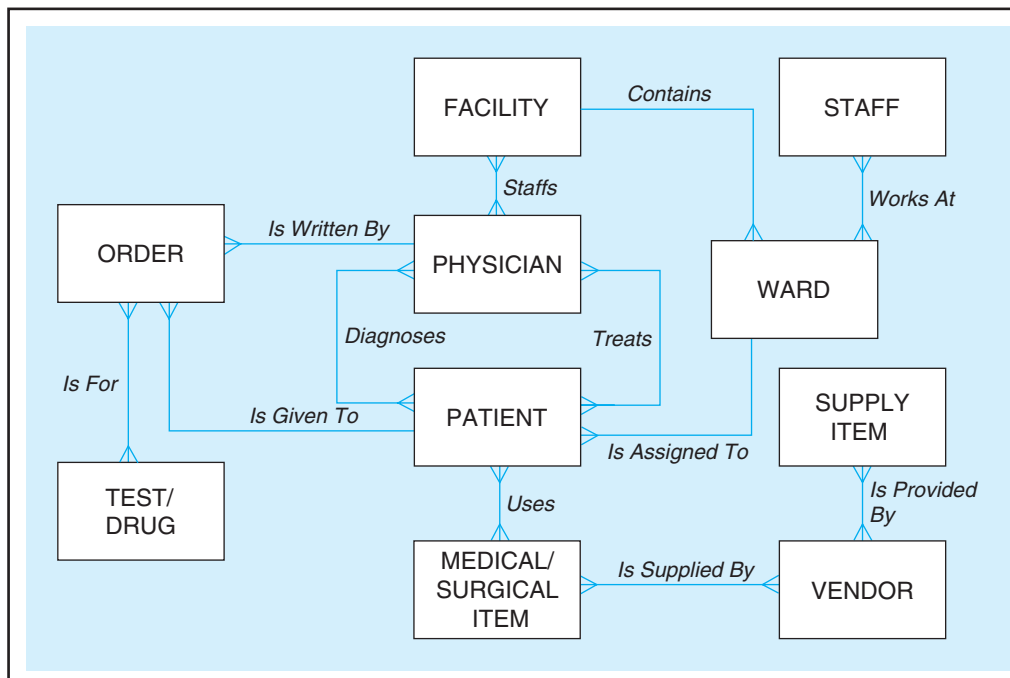 FACILITY
Contains
STAFF
Staffs
Works At
ORDER
Is Written By
PHYSICIAN
WARD
Diagnoses
Treats
Is For
Is Given To
PATIENT
Is Assigned To
SUPPLY
ITEM
TEST/
DRUG
Uses
Is Provided
By
MEDICAL/
SURGICAL
ITEM
Is Supplied By
VENDOR